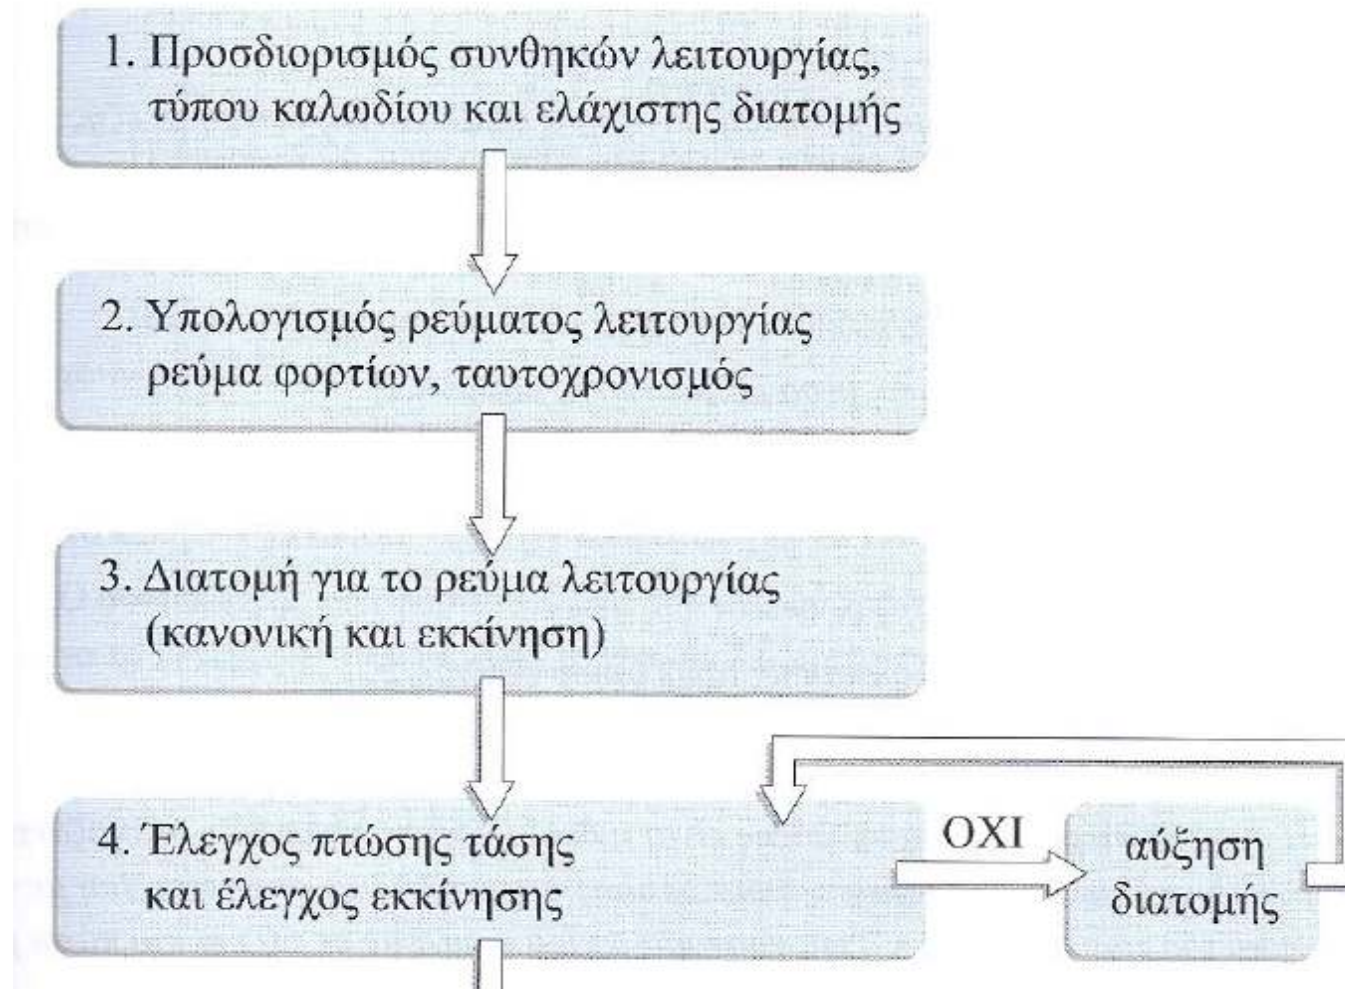 1. Προσδιορισμός συνθηκών λειτουργίας,
τύπου καλωδίου και ελάχιστης διατομής
2. Υπολογισμός ρεύματος λειτουργίας
ρεύμα φορτίων, ταυτοχρονισμός
3. Διατομή για το ρεύμα λειτουργίας
(κανονική και εκκίνηση)
4. Έλεγχος πτώσης τάσης
και έλεγχος εκκίνησης
ΟΧΙ
αύξηση
διατομής